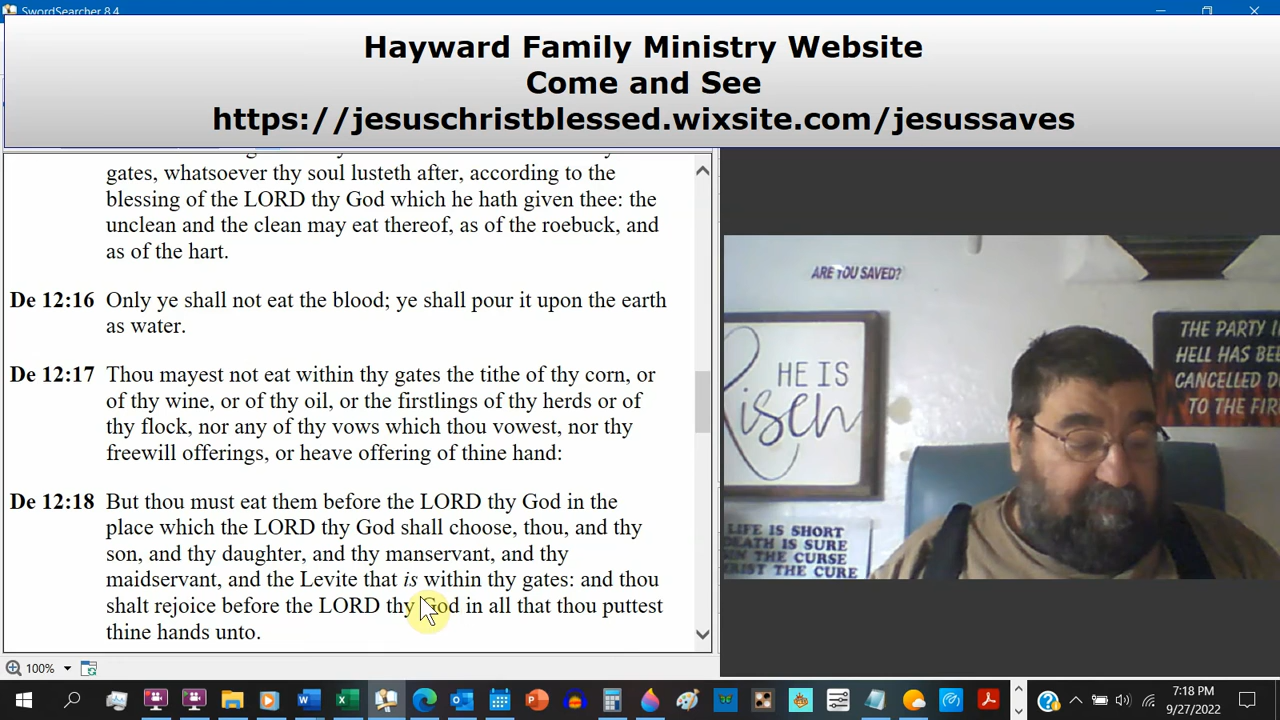 SwordSearcher 8.4
Hayward Family Ministry Website
Come and See
https://jesuschristblessed.wixsite.com/jesussaves
gates, whatsoever thy soul lusteth after, according to the
blessing of the LORD thy God which he hath given thee: the
unclean and the clean may eat thereof, as of the roebuck, and
as of the hart.
De 12:16 Only ye shall not eat the blood; ye shall pour it upon the earth
as water.
De 12:17 Thou mayest not eat within thy gates the tithe of thy corn, or
of thy wine, or of thy oil, or the firstlings of thy herds or of
thy flock, nor any of thy vows which thou vowest, nor thy
freewill offerings, or heave offering of thine hand:
De 12:18 But thou must eat them before the LORD thy God in the
place which the LORD thy God shall choose, thou, and thy
son, and thy daughter, and thy manservant, and thy
maidservant, and the Levite that is within thy gates: and thou
shalt rejoice before the LORD thy God in all that thou puttest
thine hands unto.
ARE YOU SAVED?
HE IS
Risen
THE PARTY I
HELL HAS BEE
CANCELLED D
TO THE FIR
LIFE IS SHORT
DEATH IS SURE
IN THE CURSE
RIST THE CURE
100%
7:18 PM
9/27/2022